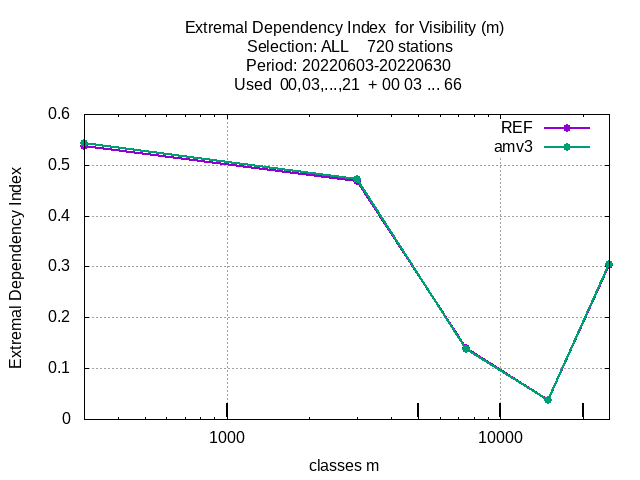 Extremal Dependency Index  for Visibility (m)
Selection: ALL    720 stations
Period: 20220603-20220630
Used  00,03,...,21  + 00 03 ... 66
REF
amv3
Extremal Dependency Index
0.6
0.5
0.4
0.3
0.2
0.1
0
1000 10000
classes m